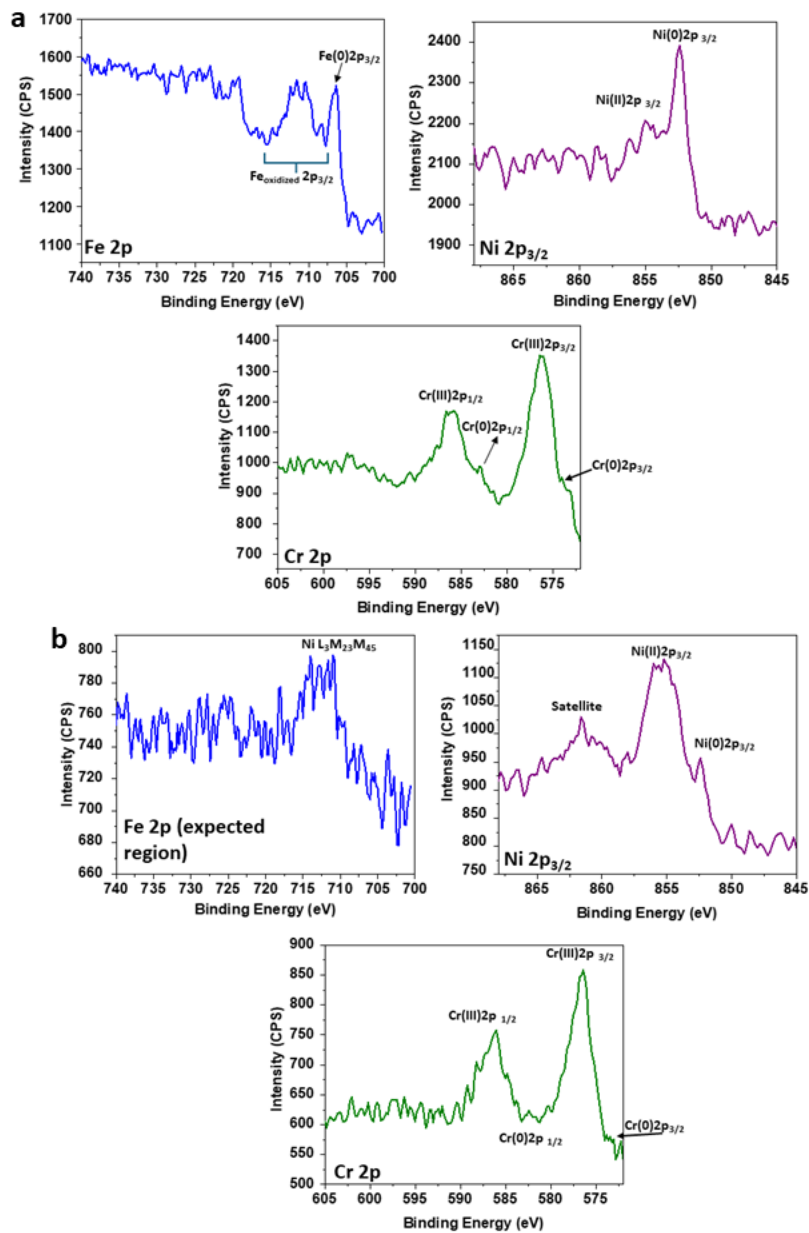 a
Fe(0)2p3/2
Feoxidized 2p3/2
Fe 2p
Intensity (CPS)
1600
1500
1400
1300
1200
1100
740 735 730 725 720 715 710 705 700
Binding Energy (eV)
Ni(0)2p 3/2
Ni(II)2p 3/2
Ni 2p3/2
Intensity (CPS)
2400
2300
2200
2100
2000
1900
865 860 855 850 845
Binding Energy (eV)
Cr(III)2p3/2
Cr(III)2p1/2
Cr(0)2p1/2
Cr(0)2p3/2
Cr 2p
Intensity (CPS)
1400
1300
1200
1100
1000
900
800
700
605 600 595 590 585 580 575
Binding Energy (eV)
b
Ni L3M23M45
Fe 2p (expected
region)
Intensity (CPS)
800
780
760
740
720
700
680
660
740 735 730 725 720 715 710 705 700
Binding Energy (eV)
Ni(II)2p3/2
Satellite
Ni(0)2p3/2
Ni 2p3/2
Intensity (CPS)
1150
1100
1050
1000
950
900
850
800
750
865 860 855 850 845
Binding Energy (eV)
Cr(III)2p 3/2
Cr(III)2p 1/2
Cr(0)2p 1/2
Cr(0)2p3/2
Cr 2p
Intensity (CPS)
900
850
800
750
700
650
600
550
500
605 600 595 590 585 580 575
Binding Energy (eV)